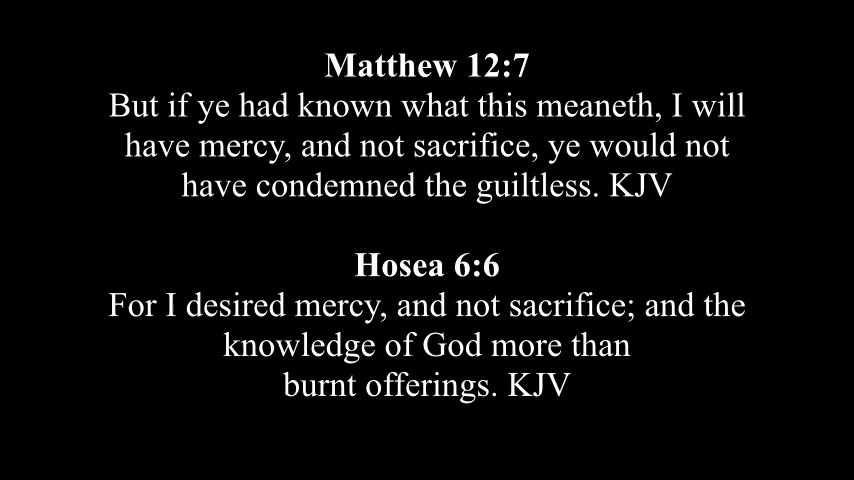 Matthew 12:7
But if ye had known what this meaneth, I will
have mercy, and not sacrifice, ye would not
have condemned the guiltless. KJV
Hosea 6:6
For I desired mercy, and not sacrifice; and the
knowledge of God more than
burnt offerings. KJV